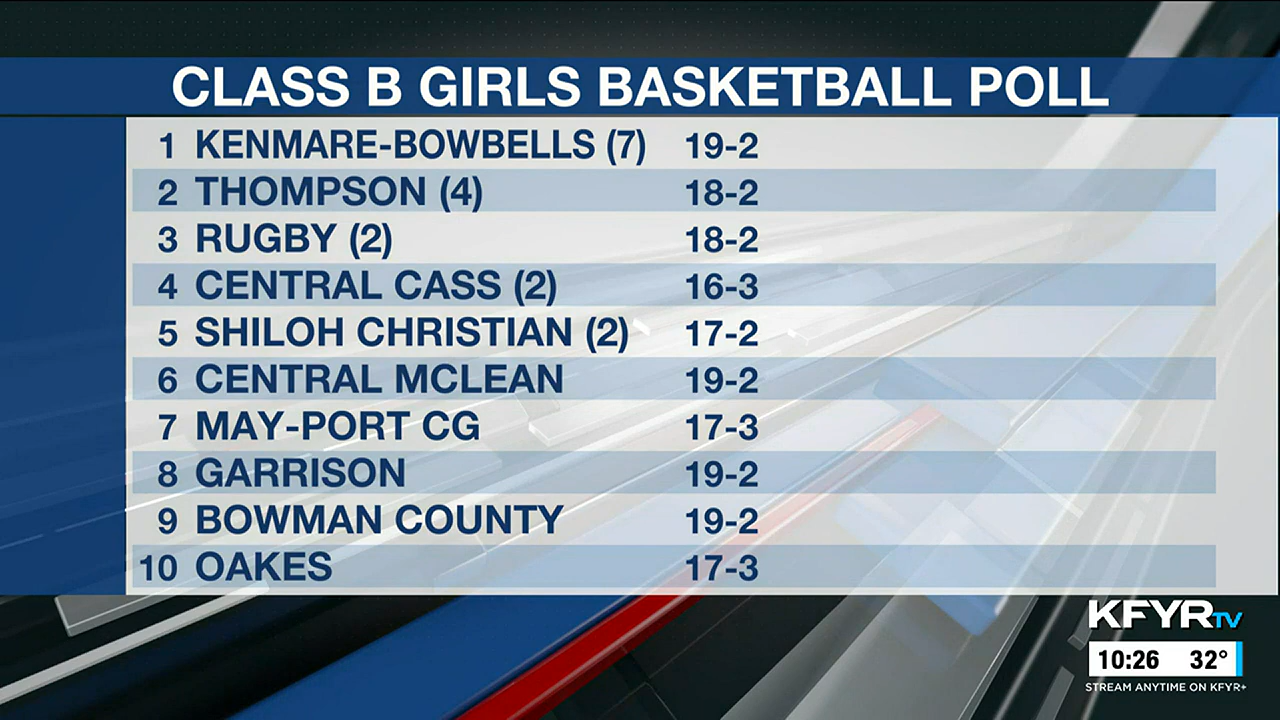 CLASS B GIRLS BASKETBALL POLL
1 KENMARE-BOWBELLS (7) 19-2
2 THOMPSON (4) 18-2
3 RUGBY (2) 18-2
4 CENTRAL CASS (2) 16-3
5 SHILOH CHRISTIAN (2) 17-2
6 CENTRAL MCLEAN 19-2
7 MAY-PORT CG 17-3
8 GARRISON 19-2
9 BOWMAN COUNTY 19-2
10 OAKES 17-3
KFYRTV
10:26 32°
STREAM ANYTIME ON KFYR+